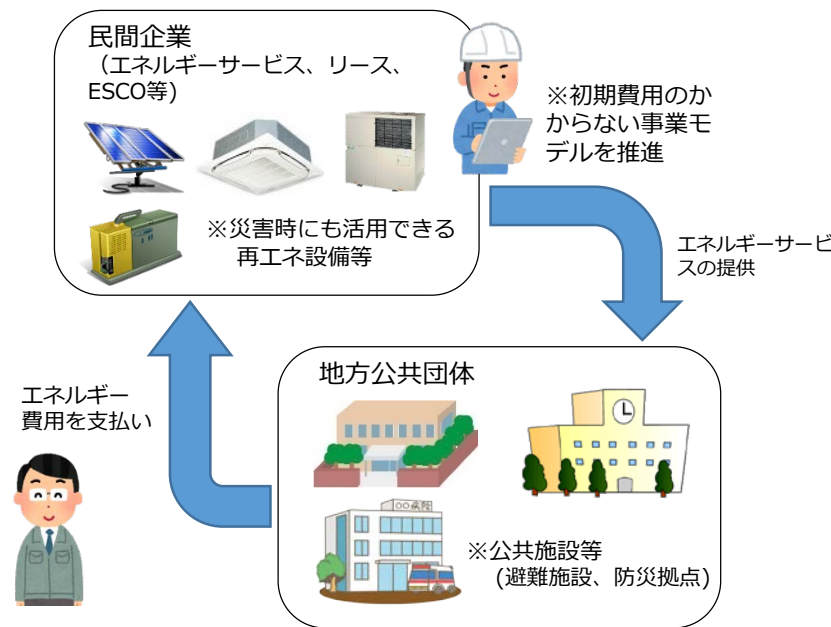 民間企業
（エネルギーサービス、リース、
ESCO等)
※初期費用のか
からない事業モ
デルを推進
※災害時にも活用できる
再エネ設備等
エネルギーサービ
スの提供
地方公共団体
エネルギー
費用を支払い
○○病院
※公共施設等
(避難施設、防災拠点)